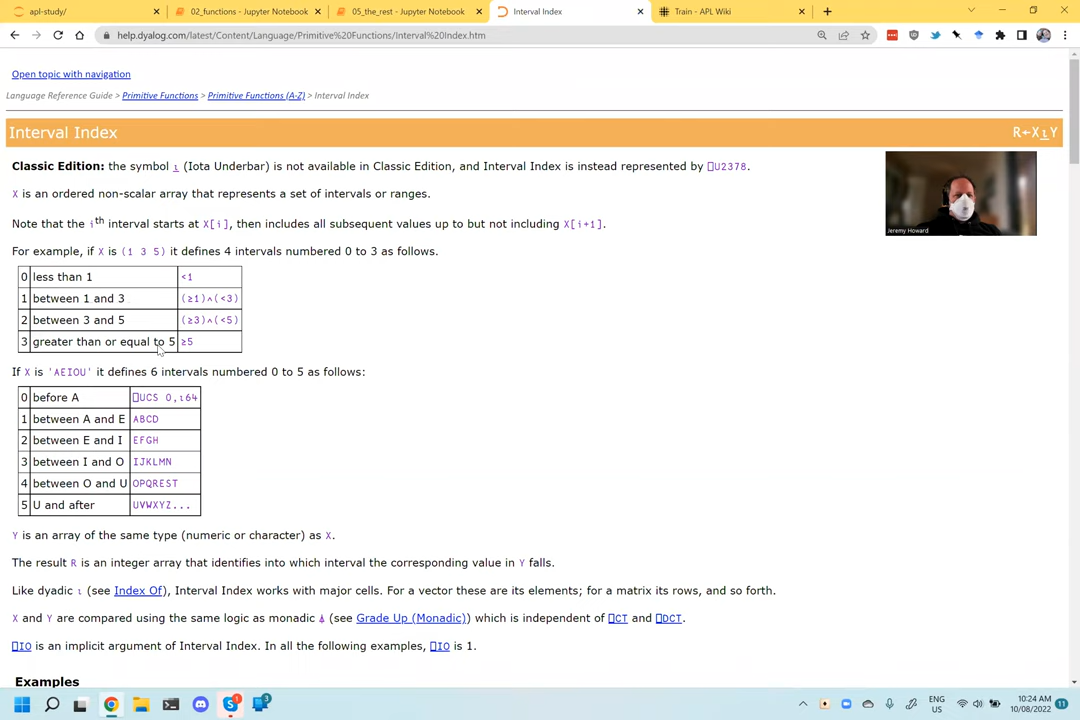 apl-study/
02_functions - Jupyter Notebook
05_the_rest - Jupyter Notebook
Interval Index
Train - APL Wiki
help.dyalog.com/latest/Content/Language/Primitive%20Functions/Interval%20Index.htm
Open topic with navigation
Language Reference Guide > Primitive Functions > Primitive Functions (A-Z) > Interval Index
Interval Index R←X⍸Y
Classic Edition: the symbol ⍸ (Iota Underbar) is not available in Classic Edition, and Interval Index is instead represented by ⎕U2378.
X is an ordered non-scalar array that represents a set of intervals or ranges.
Note that the ith interval starts at X[i], then includes all subsequent values up to but not including X[i+1].
For example, if X is (1 3 5) it defines 4 intervals numbered 0 to 3 as follows.
0 less than 1 <1
1 between 1 and 3 (≥1)∧(<3)
2 between 3 and 5 (≥3)∧(<5)
3 greater than or equal to 5 ≥5
If X is 'AEIOU' it defines 6 intervals numbered 0 to 5 as follows:
0 before A ⎕UCS 0,⍳64
1 between A and E ABCD
2 between E and I EFGH
3 between I and O IJKLMN
4 between O and U OPQREST
5 U and after UVWXYZ...
Y is an array of the same type (numeric or character) as X.
The result R is an integer array that identifies into which interval the corresponding value in Y falls.
Like dyadic ⍳ (see Index Of), Interval Index works with major cells. For a vector these are its elements; for a matrix its rows, and so forth.
X and Y are compared using the same logic as monadic ⍋ (see Grade Up (Monadic)) which is independent of ⎕CT and ⎕DCT.
⎕IO is an implicit argument of Interval Index. In all the following examples, ⎕IO is 1.
Examples
Jeremy Howard
ENG
US
10:24 AM
10/08/2022